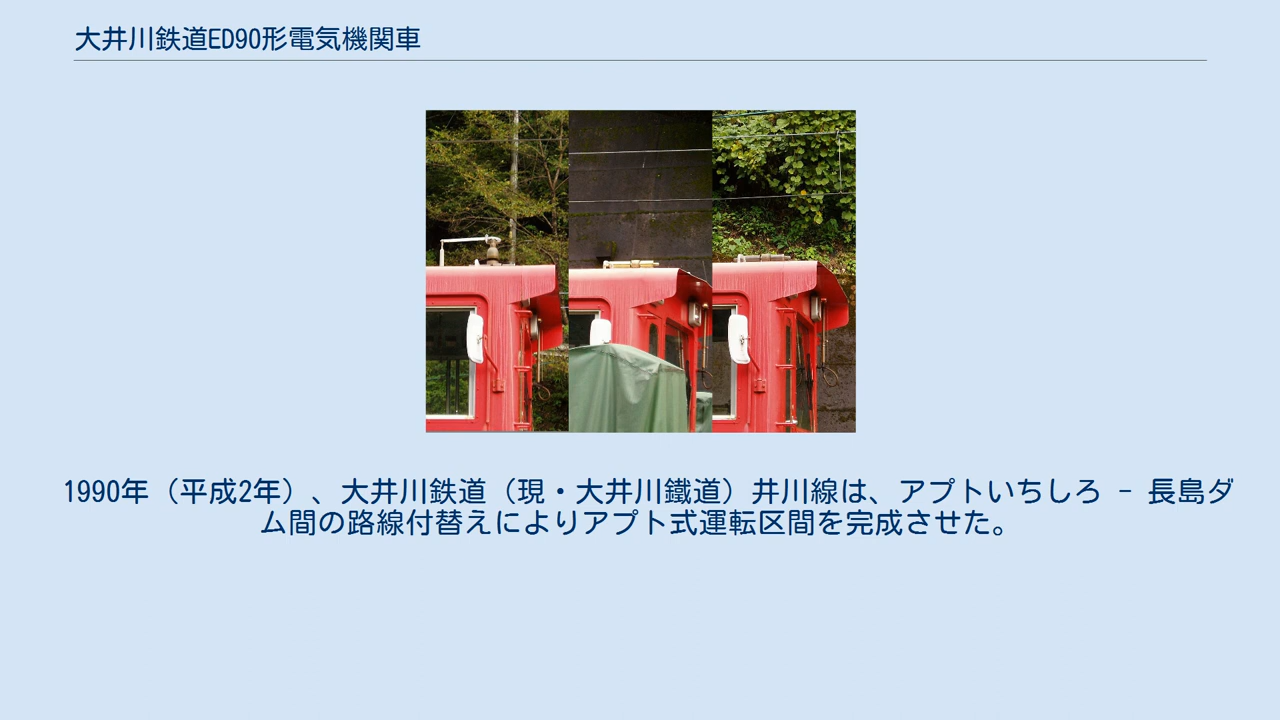 大井川鉄道ED90形電気機関車
1990年（平成2年）、大井川鉄道（現・大井川鐵道）井川線は、アプトいちしろ - 長島ダ
ム間の路線付替えによりアプト式運転区間を完成させた。